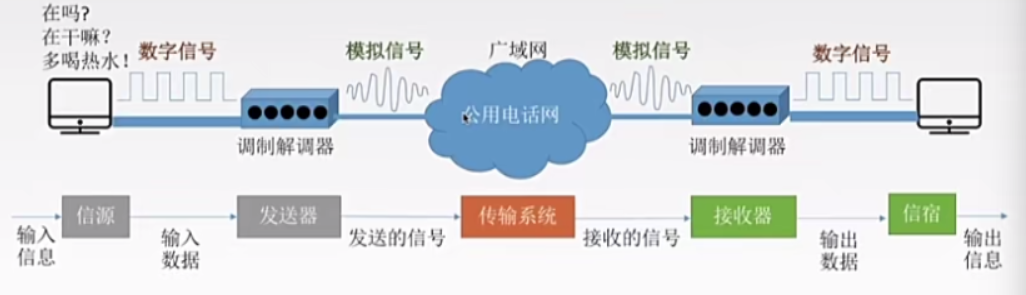 在吗?
在干嘛?
多喝热水!
数字信号
模拟信号
广域网
模拟信号
数字信号
公用电话网
调制解调器
调制解调器
信源
发送器
传输系统
接收器
信宿
输入
信息
输入
数据
发送的信号
接收的信号
输出
数据
输出
信息